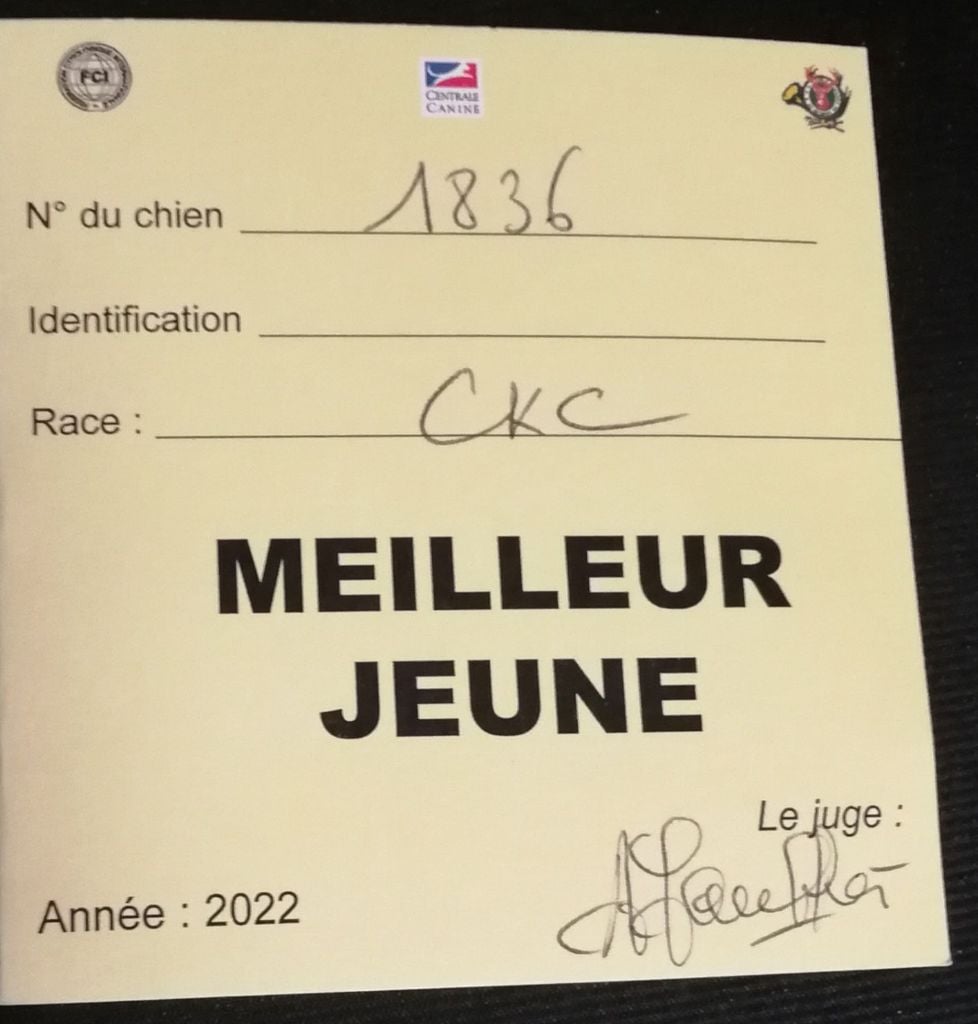 FCI
CENTRALE
CANINE
N° du chien 1836
Identification
Race : CKC
MEILLEUR
JEUNE
Le juge :
Année : 2022